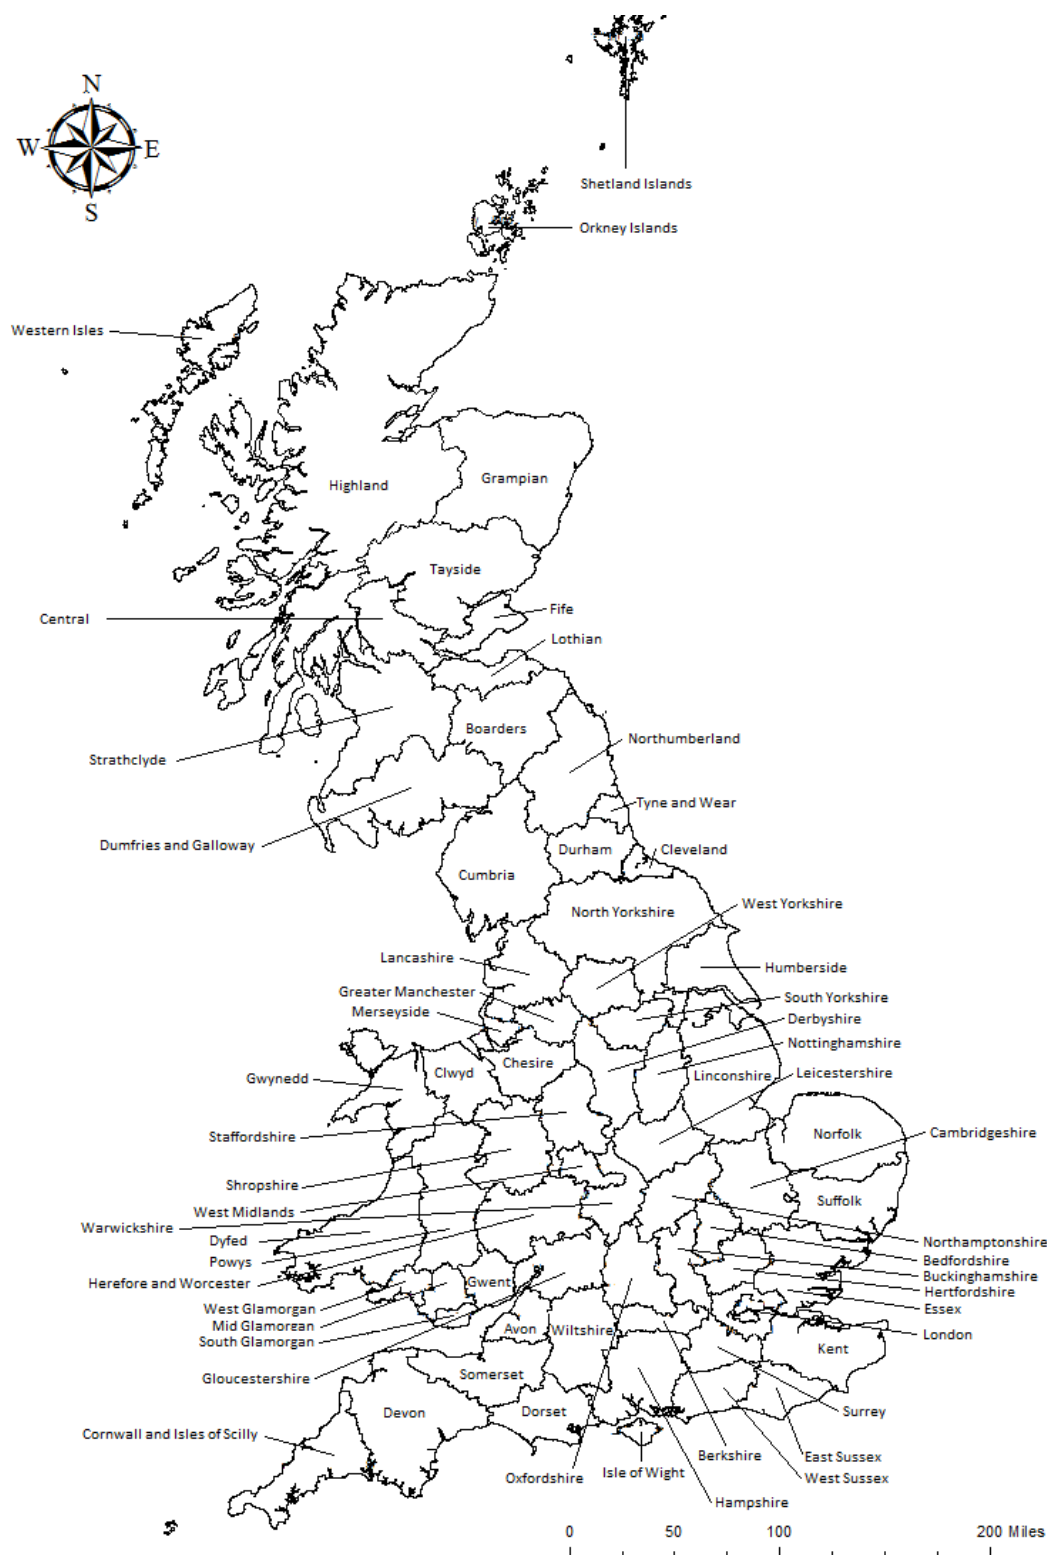 N
W
E
S
Shetland Islands
Orkney Islands
Western Isles
Highland
Grampian
Tayside
Central
Fife
Lothian
Boarders
Strathclyde
Northumberland
Tyne and Wear
Dumfries and Galloway
Durham
Cleveland
Cumbria
North Yorkshire
West Yorkshire
Lancashire
Humberside
Greater Manchester
South Yorkshire
Merseyside
Derbyshire
Nottinghamshire
Chesire
Clwyd
Linconshire
Leicestershire
Gwynedd
Staffordshire
Norfolk
Cambridgeshire
Shropshire
Suffolk
West Midlands
Warwickshire
Dyfed
Northamptonshire
Powys
Bedfordshire
Herefore and Worcester
Gwent
Buckinghamshire
Hertfordshire
West Glamorgan
Essex
Mid Glamorean
Avon
Wiltshire
South Glamorgan
London
Kent
Gloucestershire
Somerset
Devon
Dorset
Surrey
Cornwall and Isles of Scilly
Berkshire
East Sussex
Oxfordshire
Isle of Wight
West Sussex
Hampshire
0 50 100 200 Miles